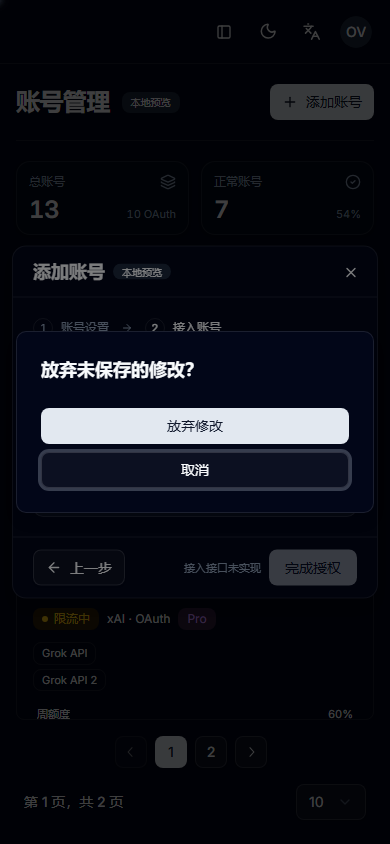 OV
账号管理 本地预览 添加账号
总账号 正常账号
13 10 OAuth 7 54%
添加账号 本地预览
1 账号设置 2 接入账号
放弃未保存的修改?
放弃修改
取消
上一步 接入接口未实现 完成授权
限流中 xAI · OAuth Pro
Grok API
Grok API 2
周额度 60%
1 2
第 1 页，共 2 页 10